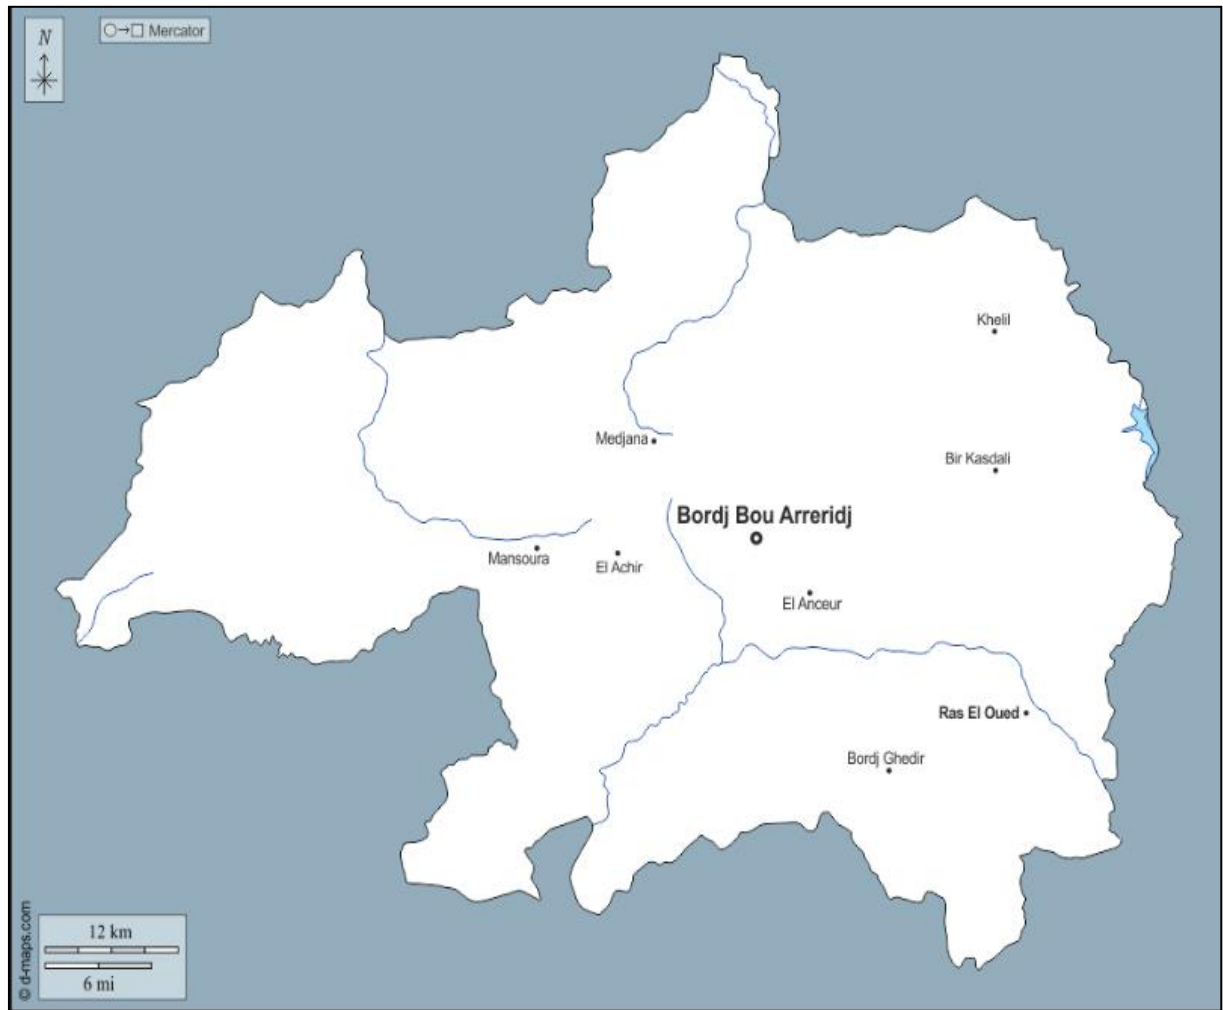 N
Mercator
Khelil
Medjana
Bir Kasdali
Bordj Bou Arreridj
Mansoura
El Achir
El Anceur
Ras El Oued
Bordj Ghedir
12 km
6 mi
© d-maps.com